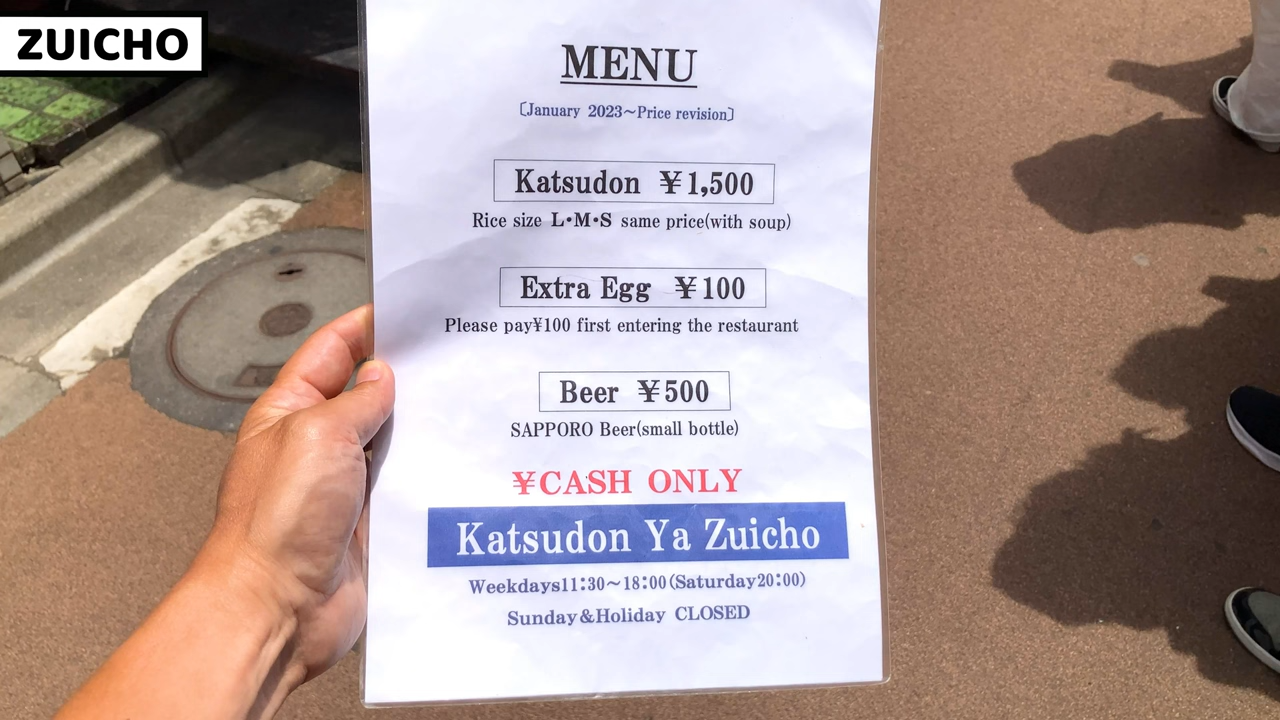 ZUICHO
MENU
〔January 2023～Price revision〕
Katsudon ¥1,500
Rice size L・M・S same price(with soup)
Extra Egg ¥100
Please pay¥100 first entering the restaurant
Beer ¥500
SAPPORO Beer(small bottle)
¥CASH ONLY
Katsudon Ya Zuicho
Weekdays11:30～18:00(Saturday20:00)
Sunday&Holiday CLOSED